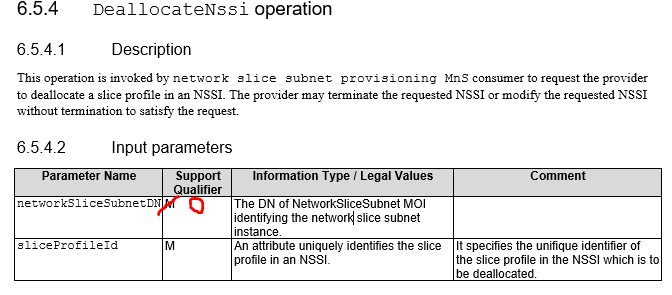 6.5.4 DeallocateNssi operation
6.5.4.1 Description
This operation is invoked by network slice subnet provisioning MnS consumer to request the provider
to deallocate a slice profile in an NSSI. The provider may terminate the requested NSSI or modify the requested NSSI
without termination to satisfy the request.
6.5.4.2 Input parameters
Parameter Name Support Qualifier Information Type / Legal Values Comment
networkSliceSubnetDN M O The DN of NetworkSliceSubnet MOI
identifying the network slice subnet
instance.
sliceProfileId M An attribute uniquely identifies the slice It specifies the unifique identifier of
profile in an NSSI. the slice profile in the NSSI which is to
be deallocated.